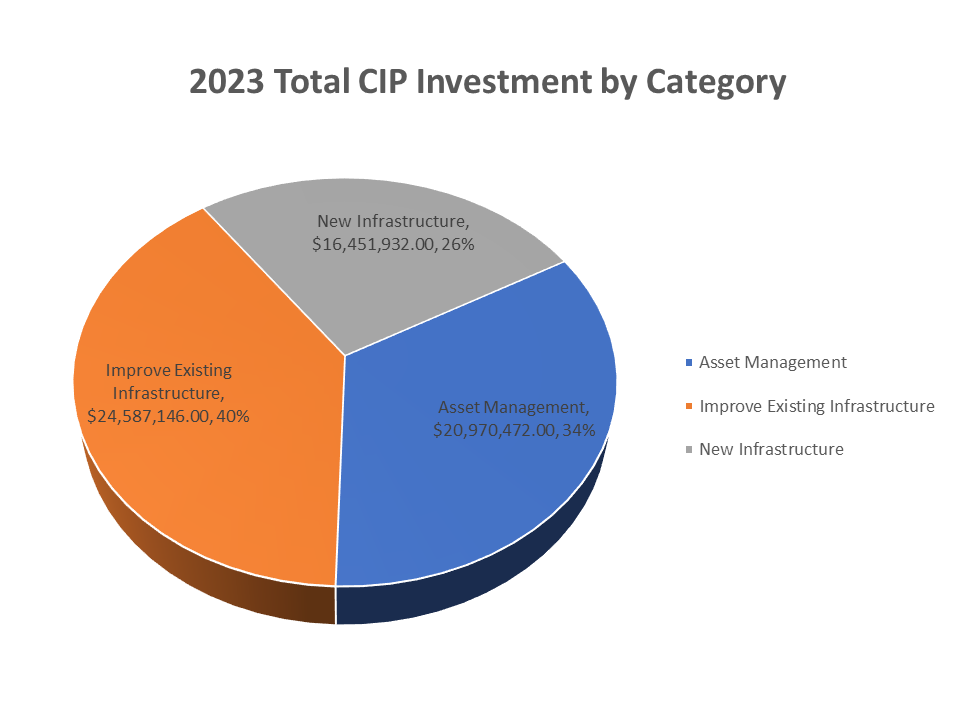 2023 Total CIP Investment by Category
New Infrastructure,
$16,451,932.00, 26%
Improve Existing
Infrastructure,
$24,587,146.00, 40%
Asset Management,
$20,970,472.00, 34%
Asset Management
Improve Existing Infrastructure
New Infrastructure